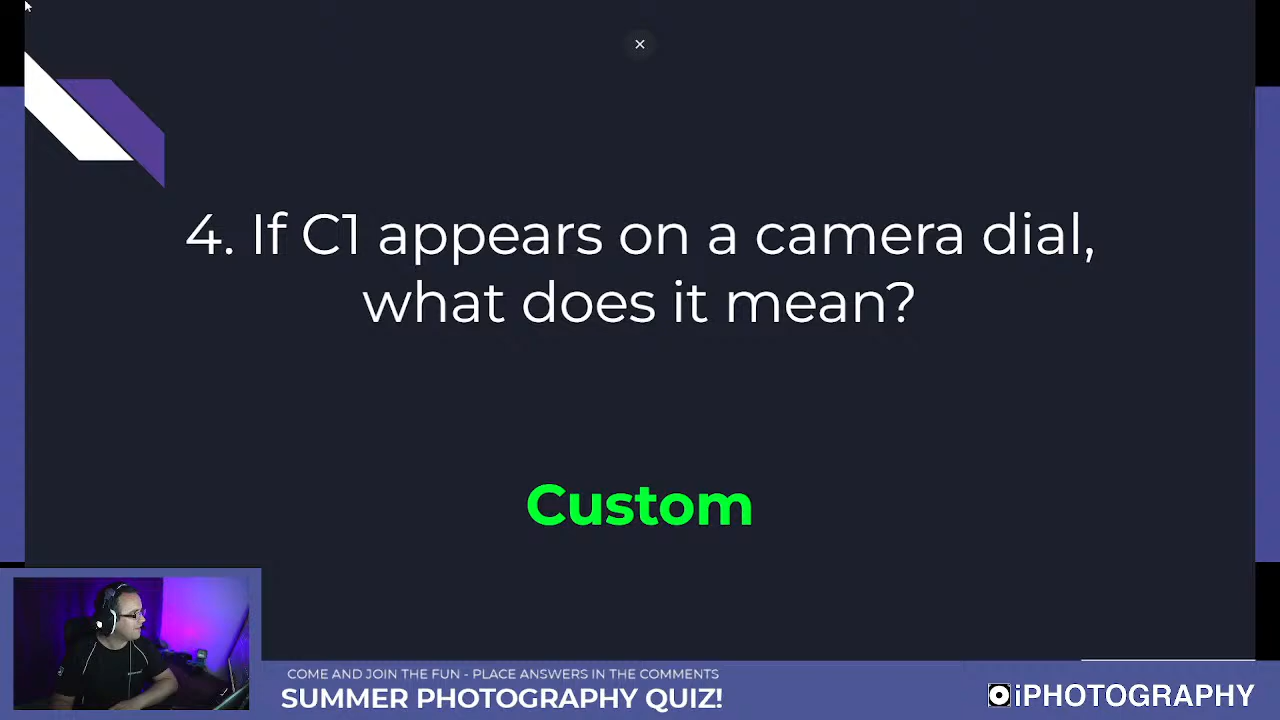 4. If C1 appears on a camera dial,
what does it mean?
Custom
COME AND JOIN THE FUN - PLACE ANSWERS IN THE COMMENTS
SUMMER PHOTOGRAPHY QUIZ!
iPHOTOGRAPHY